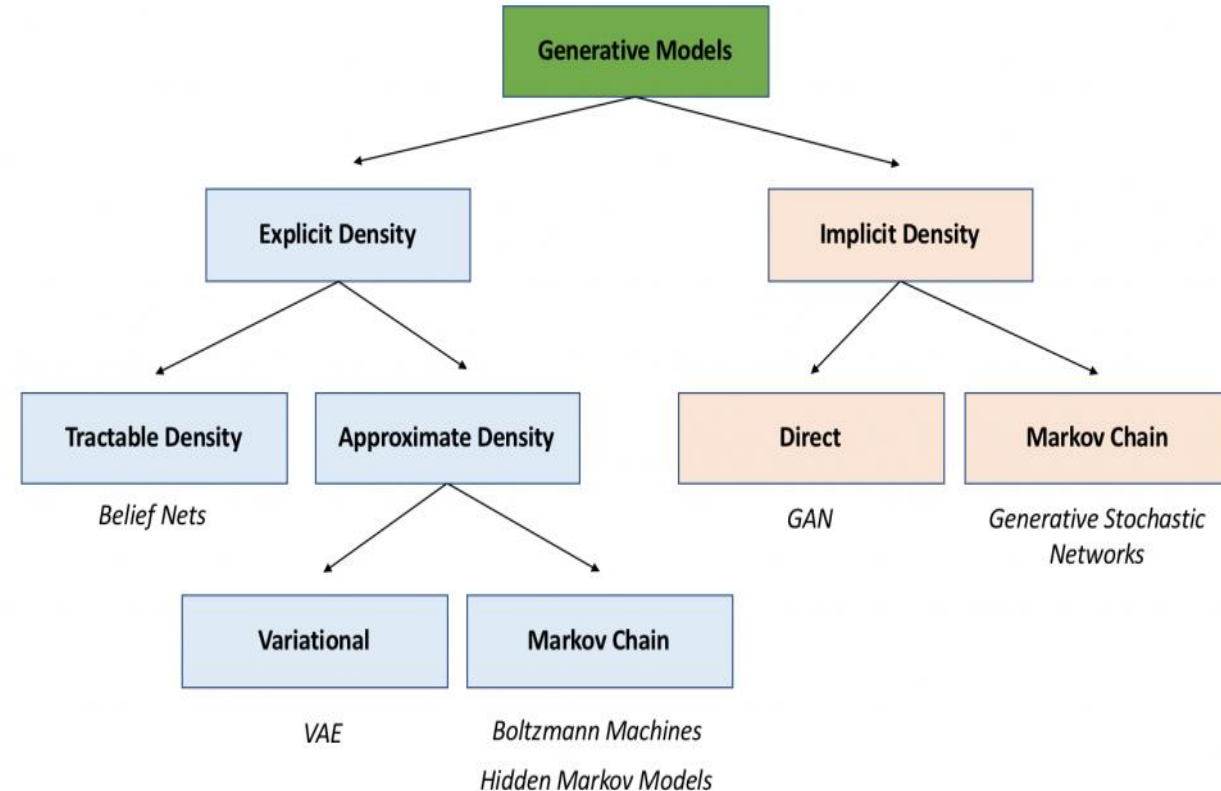 Generative Models
Explicit Density
Implicit Density
Tractable Density
Approximate Density
Direct
Markov Chain
Belief Nets
GAN
Generative Stochastic
Networks
Variational
Markov Chain
VAE
Boltzmann Machines
Hidden Markov Models